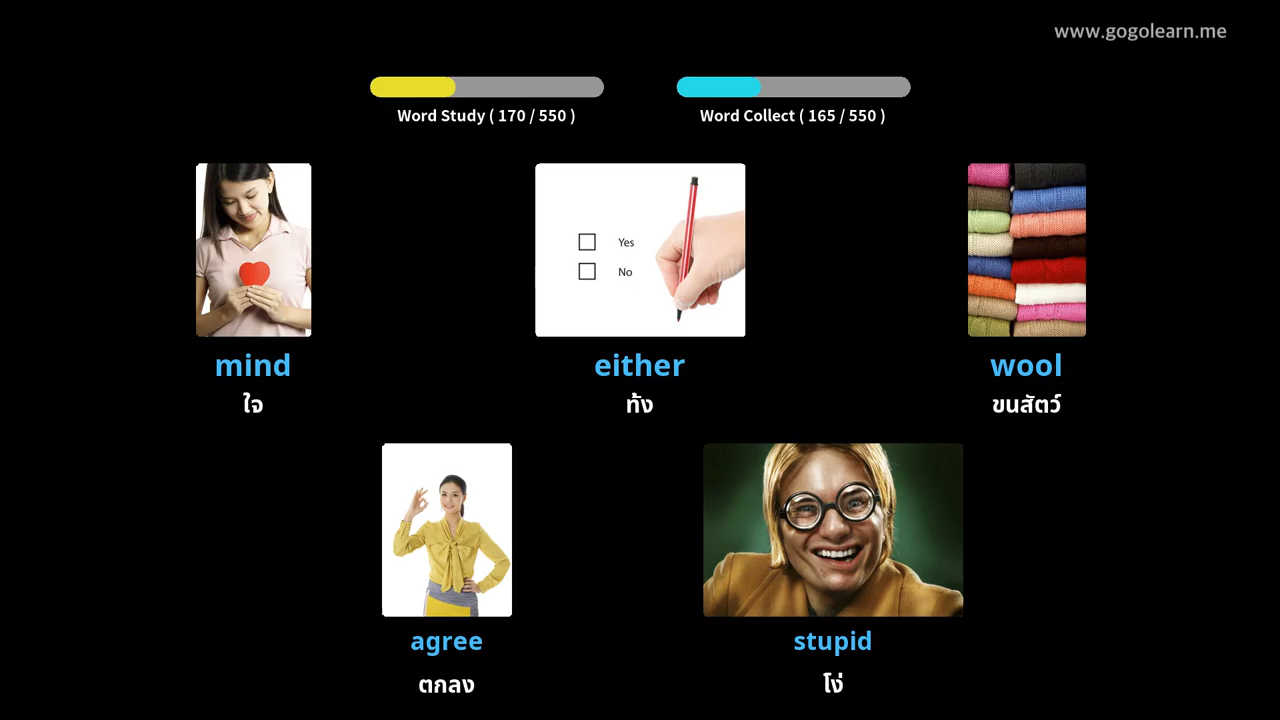 www.gogolearn.me
Word Study ( 170 / 550 )
Word Collect ( 165 / 550 )
Yes
No
mind
either
wool
ใจ
ทั้ง
ขนสัตว์
agree
stupid
ตกลง
โง่